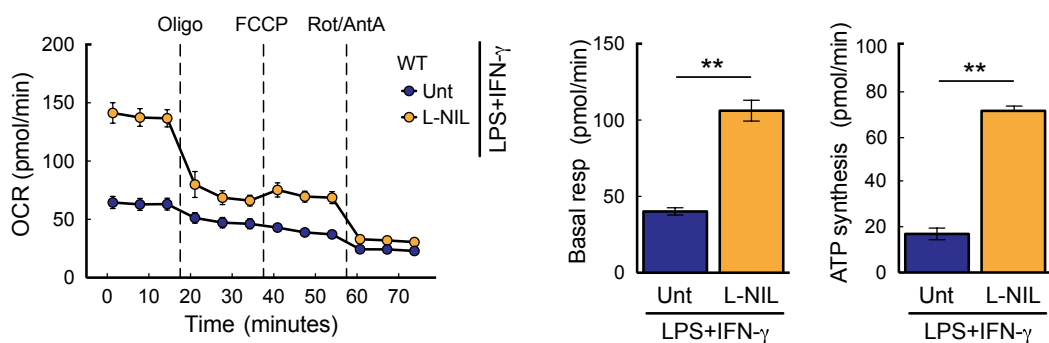 Oligo FCCP Rot/AntA
OCR (pmol/min)
200
150
100
50
0
0 10 20 30 40 50 60 70
Time (minutes)
WT
Unt
L-NIL
LPS+IFN-γ
Basal resp (pmol/min)
150
100
50
0
**
Unt L-NIL
LPS+IFN-γ
ATP synthesis (pmol/min)
100
80
60
40
20
0
**
Unt L-NIL
LPS+IFN-γ